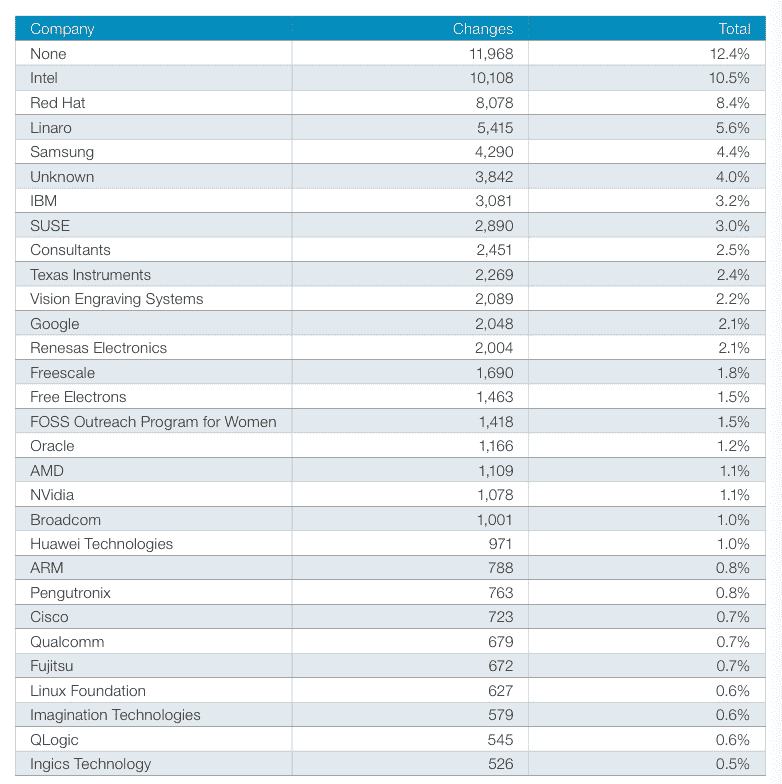 Company Changes Total
None 11,968 12.4%
Intel 10,108 10.5%
Red Hat 8,078 8.4%
Linaro 5,415 5.6%
Samsung 4,290 4.4%
Unknown 3,842 4.0%
IBM 3,081 3.2%
SUSE 2,890 3.0%
Consultants 2,451 2.5%
Texas Instruments 2,269 2.4%
Vision Engraving Systems 2,089 2.2%
Google 2,048 2.1%
Renesas Electronics 2,004 2.1%
Freescale 1,690 1.8%
Free Electrons 1,463 1.5%
FOSS Outreach Program for Women 1,418 1.5%
Oracle 1,166 1.2%
AMD 1,109 1.1%
NVidia 1,078 1.1%
Broadcom 1,001 1.0%
Huawei Technologies 971 1.0%
ARM 788 0.8%
Pengutronix 763 0.8%
Cisco 723 0.7%
Qualcomm 679 0.7%
Fujitsu 672 0.7%
Linux Foundation 627 0.6%
Imagination Technologies 579 0.6%
QLogic 545 0.6%
Ingics Technology 526 0.5%